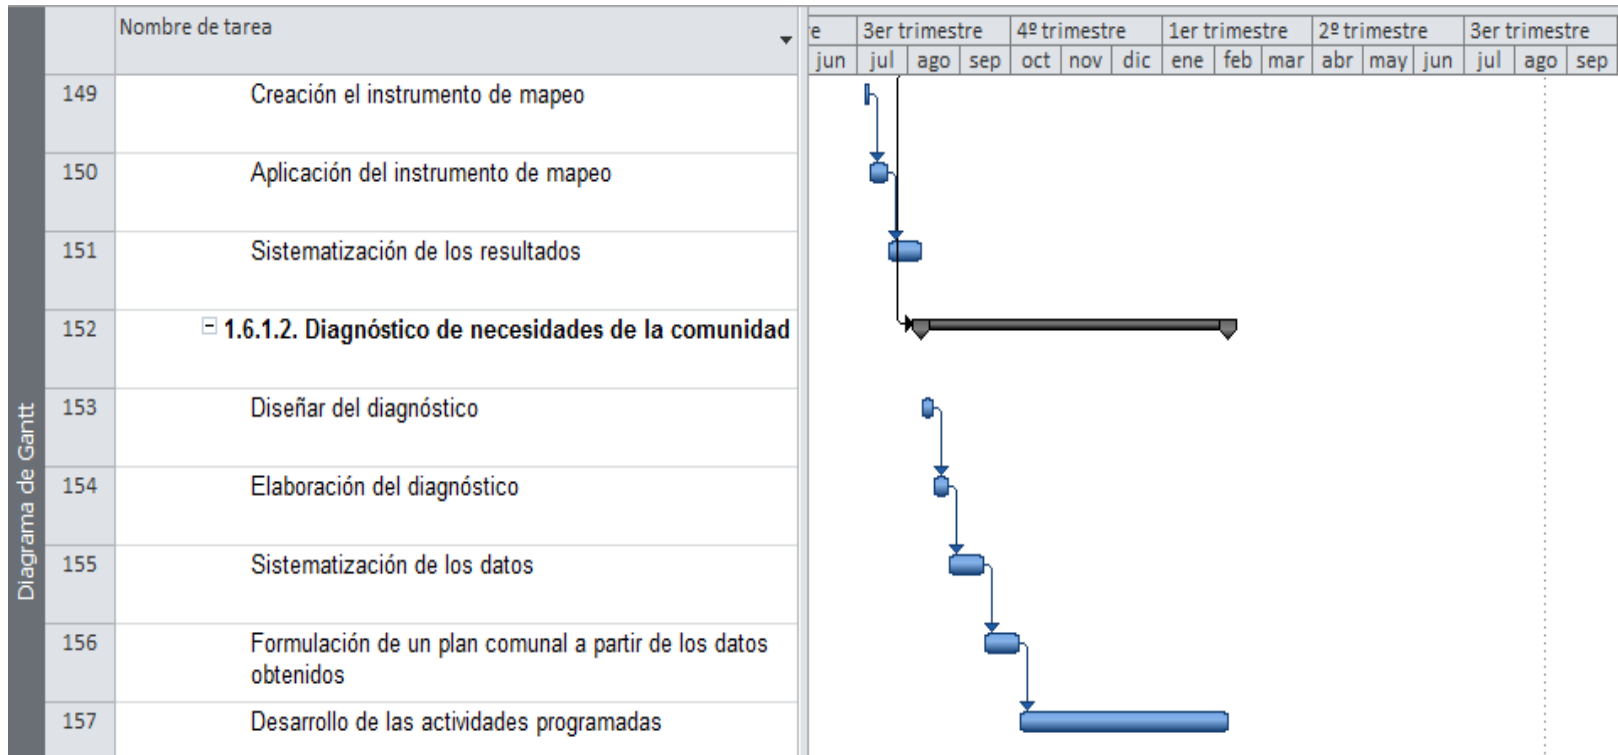 Nombre de tarea
re 3er trimestre 4º trimestre 1er trimestre 2º trimestre 3er trimestre
jun jul ago sep oct nov dic ene feb mar abr may jun jul ago sep
149 Creación el instrumento de mapeo
150 Aplicación del instrumento de mapeo
151 Sistematización de los resultados
152 1.6.1.2. Diagnóstico de necesidades de la comunidad
153 Diseñar del diagnóstico
154 Elaboración del diagnóstico
155 Sistematización de los datos
156 Formulación de un plan comunal a partir de los datos
obtenidos
157 Desarrollo de las actividades programadas
Diagrama de Gantt